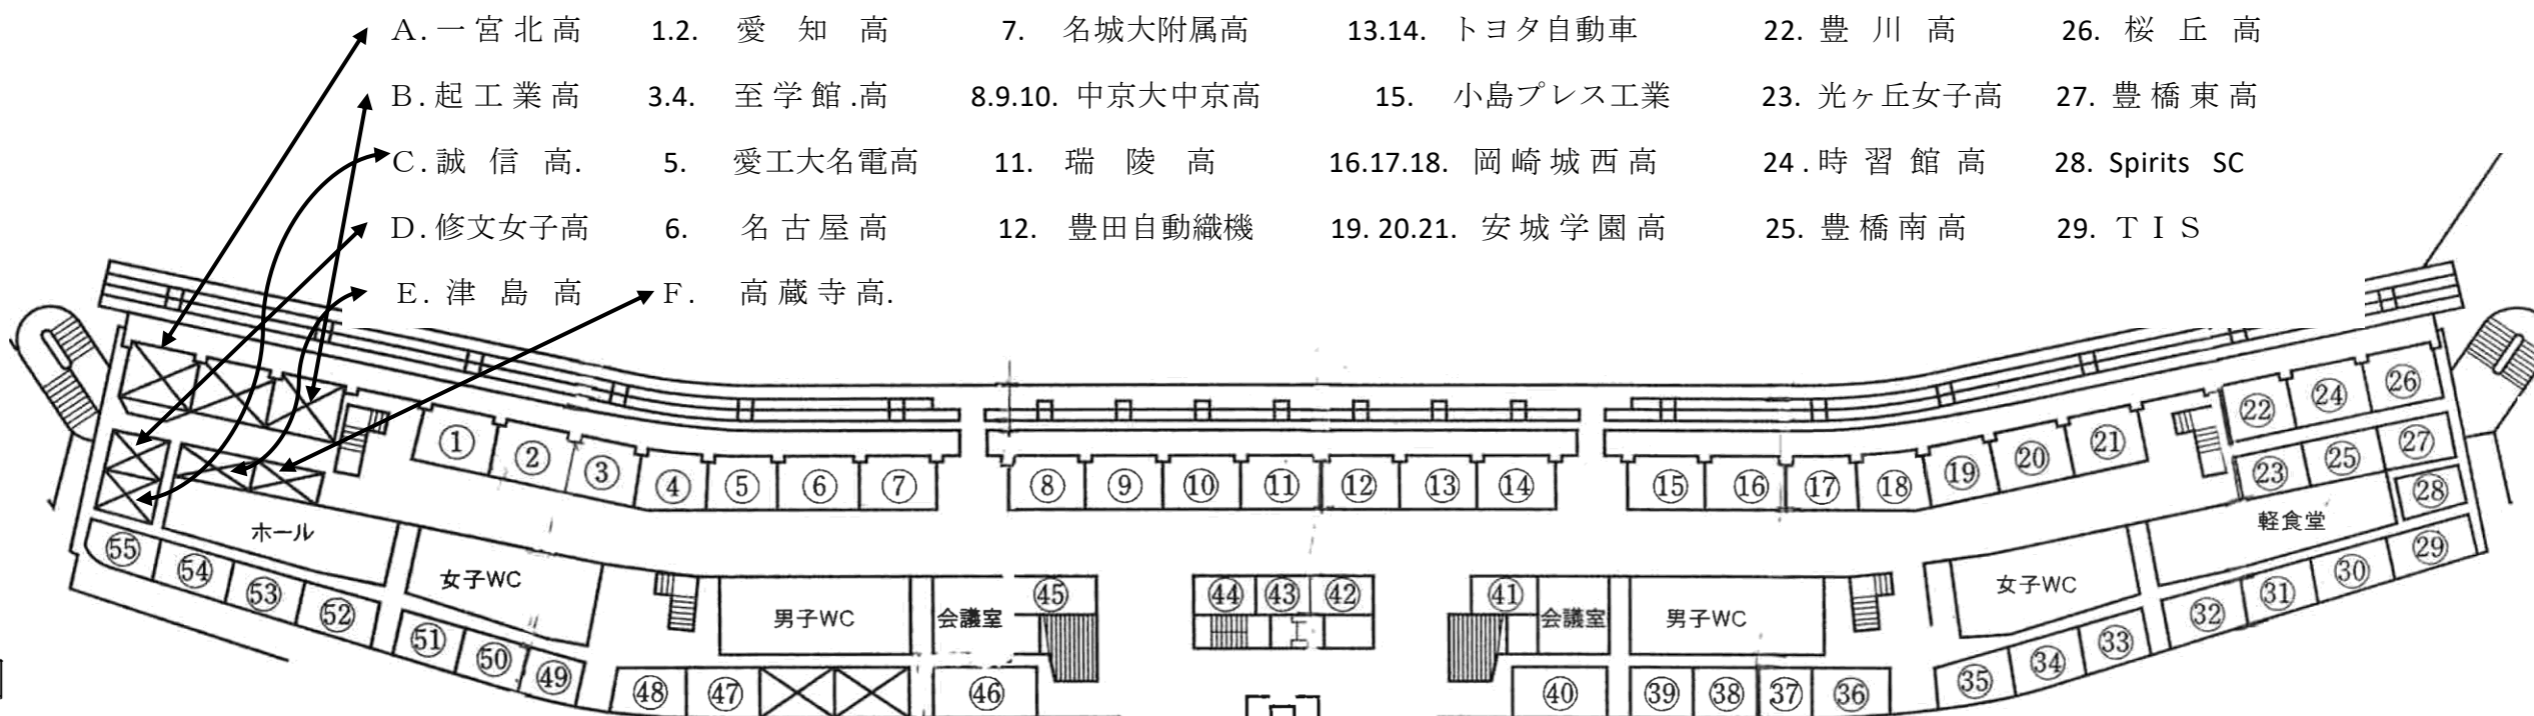 A.一宮北高 1.2. 愛知高 7. 名城大附属高 13.14. トヨタ自動車 22. 豊川高 26. 桜丘高
B.起工業高 3.4. 至学館.高 8.9.10. 中京大中京高 15. 小島プレス工業 23. 光ヶ丘女子高 27. 豊橋東高
C.誠信高. 5. 愛工大名電高 11. 瑞陵高 16.17.18. 岡崎城西高 24.時習館高 28. Spirits SC
D.修文女子高 6. 名古屋高 12. 豊田自動織機 19. 20.21. 安城学園高 25. 豊橋南高 29. TIS
E.津島高 F. 高蔵寺高.
① ② ③ ④ ⑤ ⑥ ⑦ ⑧ ⑨ ⑩ ⑪ ⑫ ⑬ ⑭ ⑮ ⑯ ⑰ ⑱ ⑲ ⑳ ㉑ ㉒ ㉔ ㉖
㉓ ㉕ ㉗
㉘
ホール 軽食堂
女子WC 男子WC 会議室 ㊺ ㊹ ㊸ ㊷ ㊶ 会議室 男子WC 女子WC
55 54 53 52 51 ㊿ ㊾ ㊽ ㊼ ㊻ ㊵ ㊴ ㊳ ㊲ ㊱ ㉟ ㉞ ㉝ ㉜ ㉛ ㉚ ㉙